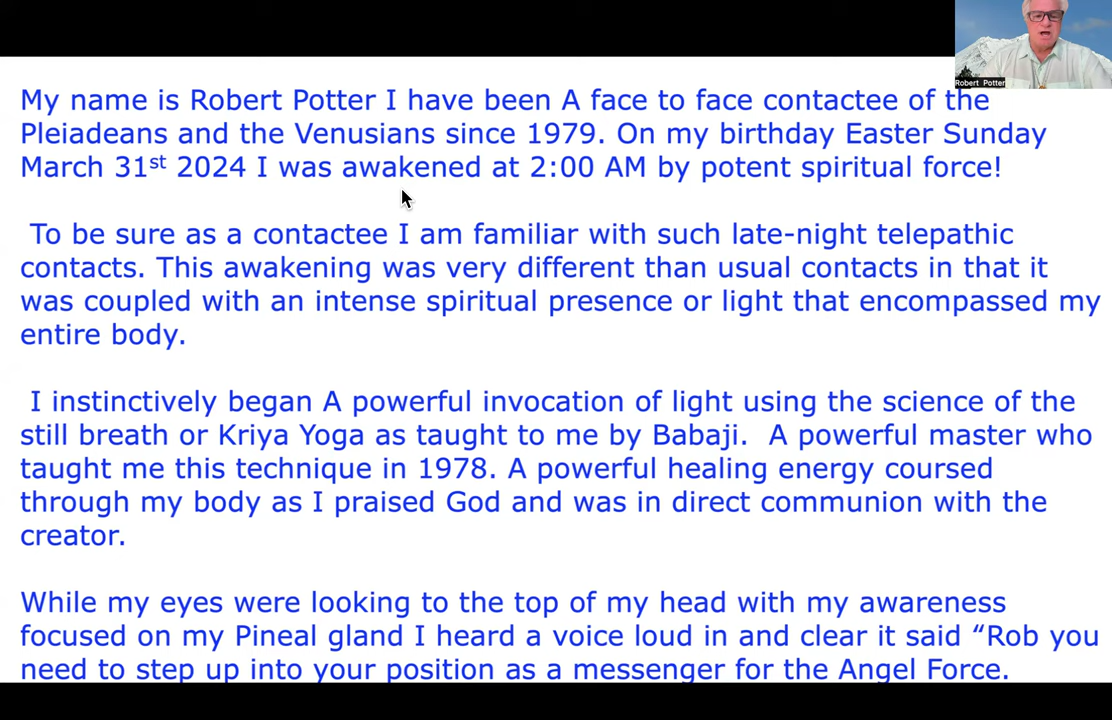 Robert Potter
My name is Robert Potter I have been A face to face contactee of the
Pleiadeans and the Venusians since 1979. On my birthday Easter Sunday
March 31st 2024 I was awakened at 2:00 AM by potent spiritual force!
To be sure as a contactee I am familiar with such late-night telepathic
contacts. This awakening was very different than usual contacts in that it
was coupled with an intense spiritual presence or light that encompassed my
entire body.
I instinctively began A powerful invocation of light using the science of the
still breath or Kriya Yoga as taught to me by Babaji.  A powerful master who
taught me this technique in 1978. A powerful healing energy coursed
through my body as I praised God and was in direct communion with the
creator.
While my eyes were looking to the top of my head with my awareness
focused on my Pineal gland I heard a voice loud in and clear it said “Rob you
need to step up into your position as a messenger for the Angel Force.